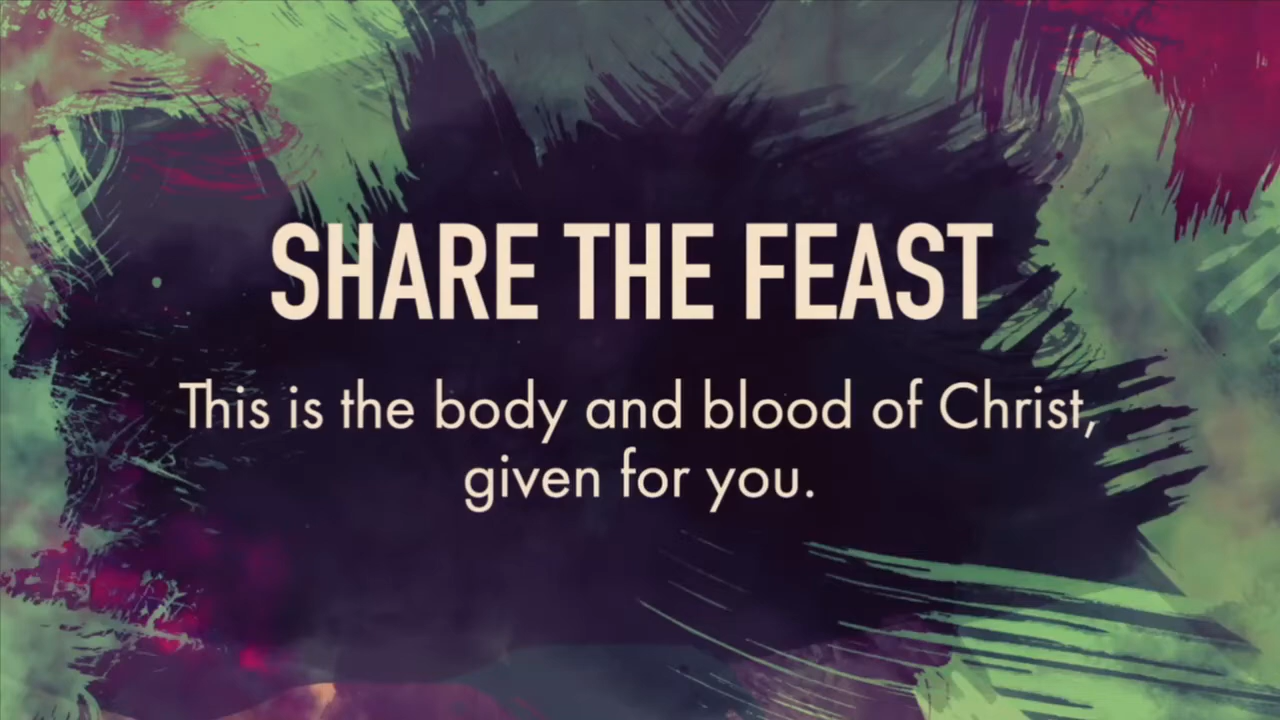 SHARE THE FEAST
This is the body and blood of Christ,
given for you.